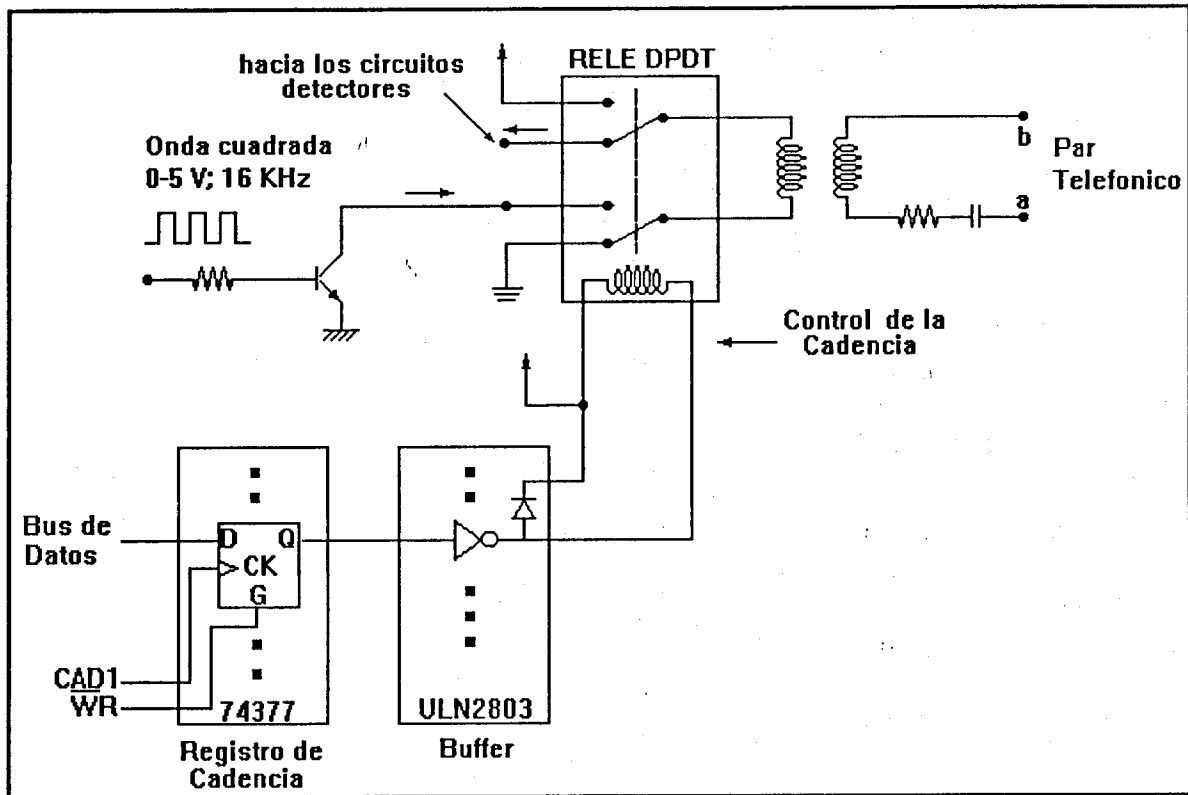 hacia los circuitos
detectores
RELE DPDT
Onda cuadrada
0-5 V; 16 KHz
b
Par
Telefonico
a
Control de la
Cadencia
Bus de
Datos
D Q
CK
G
CAD1
WR
74377
ULN2803
Registro de
Cadencia
Buffer